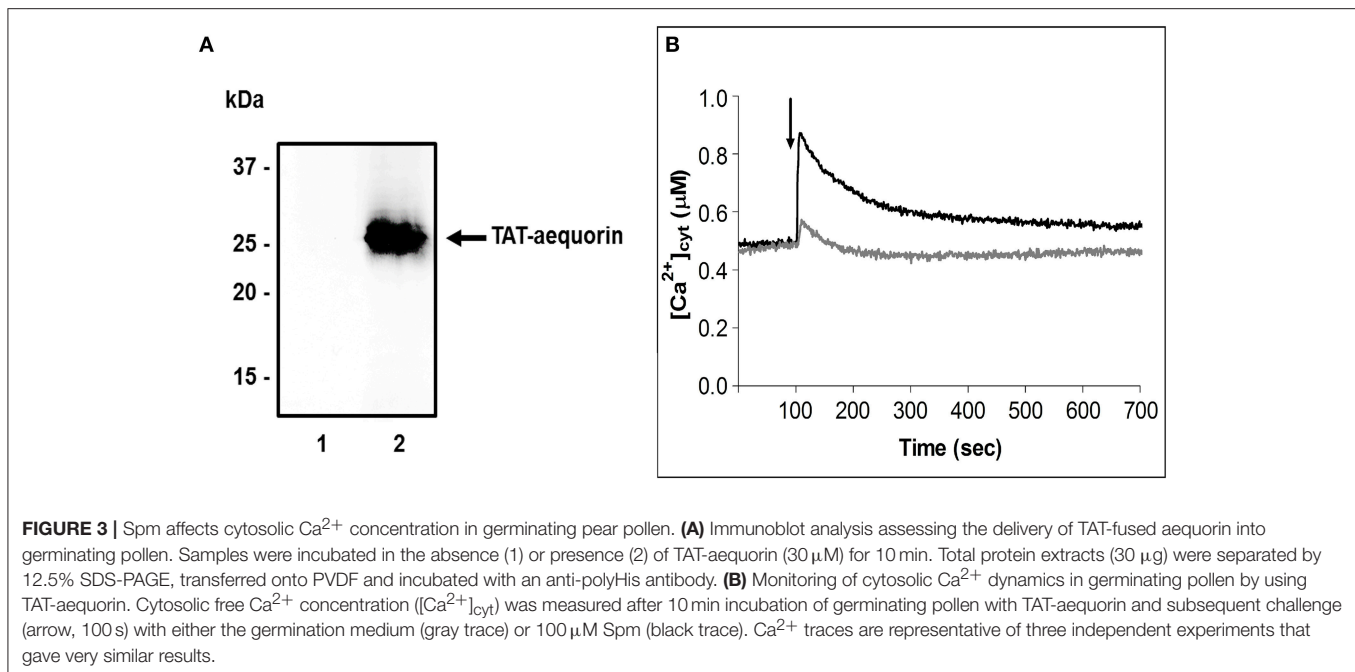 A
kDa
37 -
25 -
20 -
15 -
TAT-aequorin
1 2
B
[Ca2+]cyt (µM)
1.0
0.8
0.6
0.4
0.2
0.0
100 200 300 400 500 600 700
Time (sec)
FIGURE 3 | Spm affects cytosolic Ca2+ concentration in germinating pear pollen. (A) Immunoblot analysis assessing the delivery of TAT-fused aequorin into
germinating pollen. Samples were incubated in the absence (1) or presence (2) of TAT-aequorin (30 µM) for 10 min. Total protein extracts (30 µg) were separated by
12.5% SDS-PAGE, transferred onto PVDF and incubated with an anti-polyHis antibody. (B) Monitoring of cytosolic Ca2+ dynamics in germinating pollen by using
TAT-aequorin. Cytosolic free Ca2+ concentration ([Ca2+]cyt) was measured after 10 min incubation of germinating pollen with TAT-aequorin and subsequent challenge
(arrow, 100 s) with either the germination medium (gray trace) or 100 µM Spm (black trace). Ca2+ traces are representative of three independent experiments that
gave very similar results.